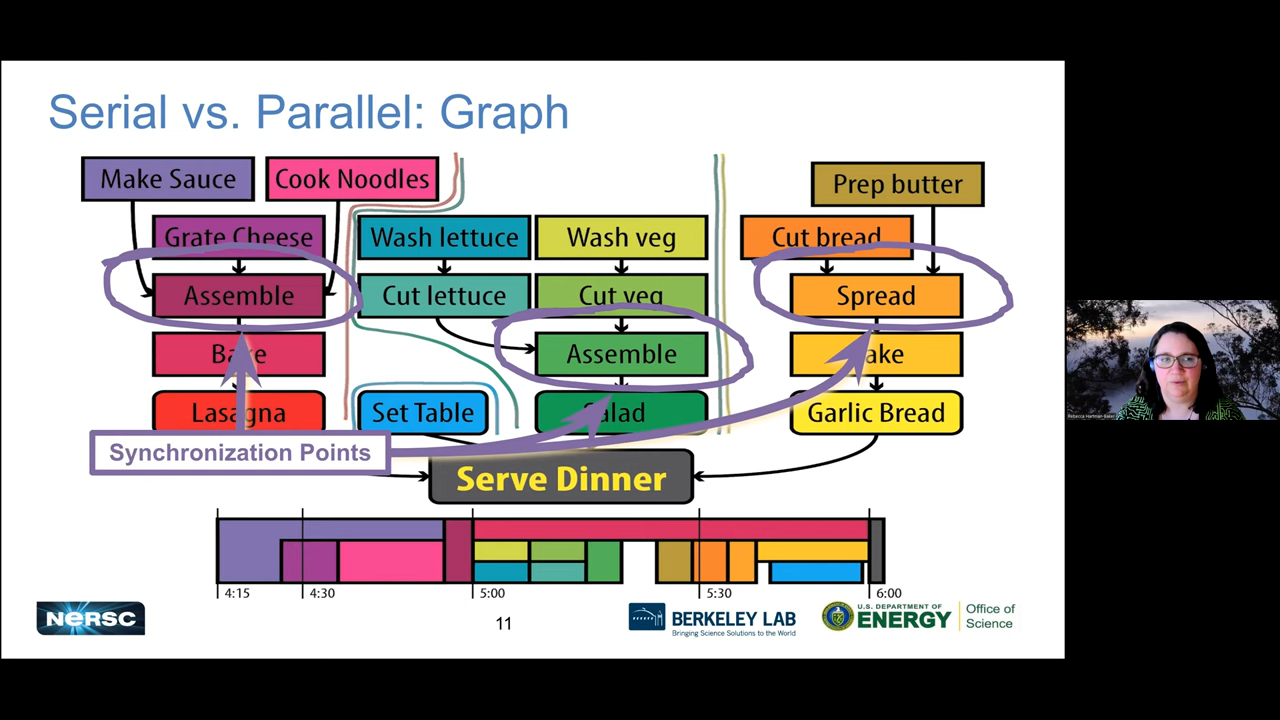 Serial vs. Parallel: Graph
Make Sauce
Cook Noodles
Prep butter
Grate Cheese
Wash lettuce
Wash veg
Cut bread
Assemble
Cut lettuce
Cut veg
Spread
Bake
Assemble
Bake
Lasagna
Set Table
Salad
Garlic Bread
Synchronization Points
Serve Dinner
4:15
4:30
5:00
5:30
6:00
NERSC
11
BERKELEY LAB
Bringing Science Solutions to the World
U.S. DEPARTMENT OF
ENERGY
Office of
Science